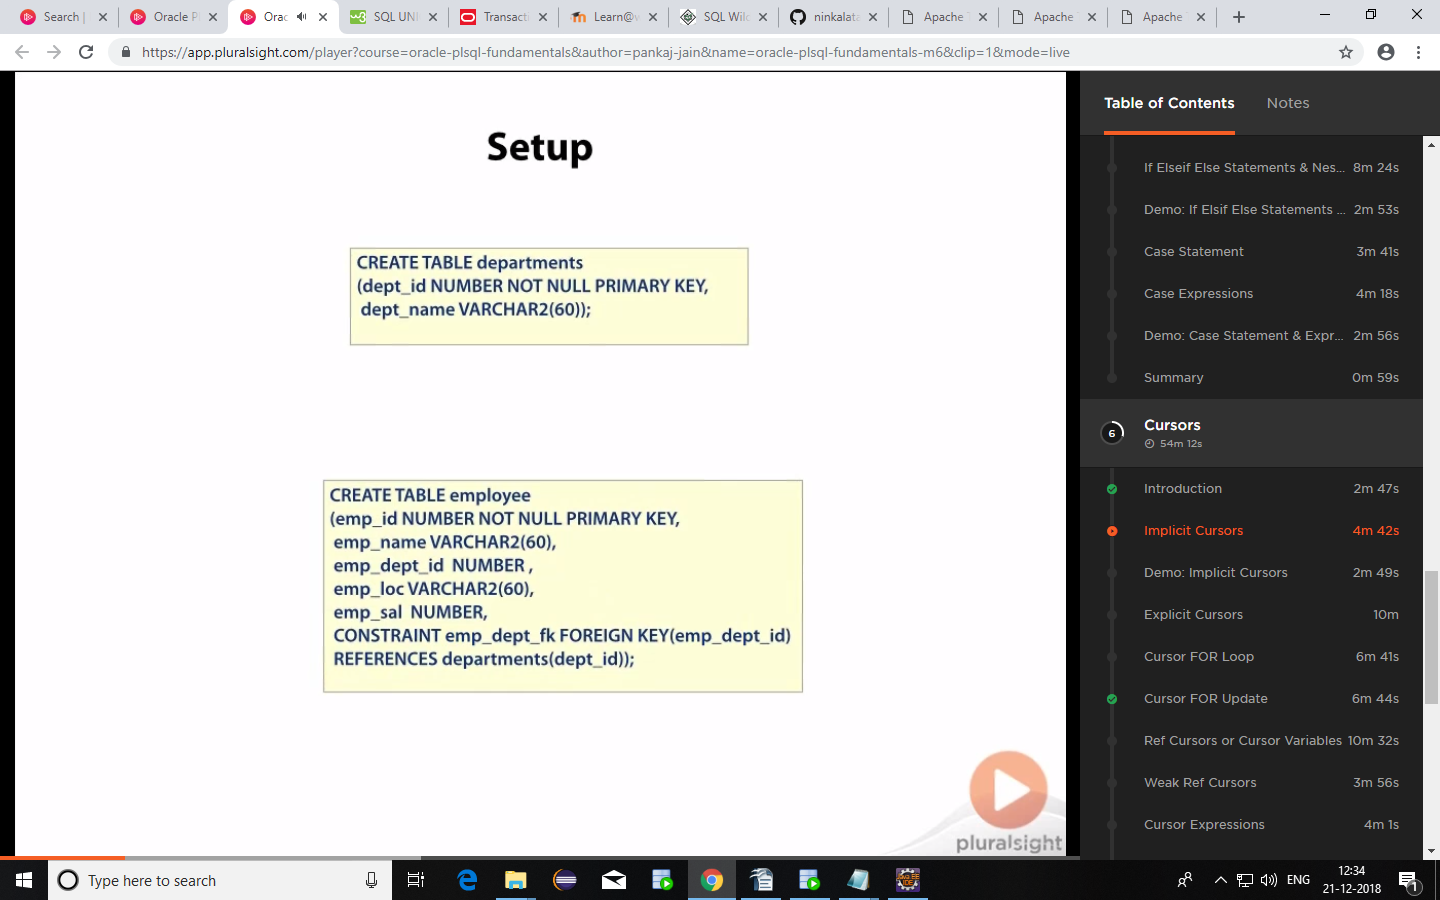 Search |
Oracle Pl
Orac
SQL UNI
Transacti
Learn@w
SQL Wild
ninkalata
Apache
Apache
Apache
https://app.pluralsight.com/player?course=oracle-plsql-fundamentals&author=pankaj-jain&name=oracle-plsql-fundamentals-m6&clip=1&mode=live
Setup
CREATE TABLE departments
(dept_id NUMBER NOT NULL PRIMARY KEY,
dept_name VARCHAR2(60));
CREATE TABLE employee
(emp_id NUMBER NOT NULL PRIMARY KEY,
emp_name VARCHAR2(60),
emp_dept_id NUMBER ,
emp_loc VARCHAR2(60),
emp_sal NUMBER,
CONSTRAINT emp_dept_fk FOREIGN KEY(emp_dept_id)
REFERENCES departments(dept_id));
pluralsight
Table of Contents Notes
If Elseif Else Statements & Nes... 8m 24s
Demo: If Elsif Else Statements ... 2m 53s
Case Statement 3m 41s
Case Expressions 4m 18s
Demo: Case Statement & Expr... 2m 56s
Summary 0m 59s
6 Cursors
54m 12s
Introduction 2m 47s
Implicit Cursors 4m 42s
Demo: Implicit Cursors 2m 49s
Explicit Cursors 10m
Cursor FOR Loop 6m 41s
Cursor FOR Update 6m 44s
Ref Cursors or Cursor Variables 10m 32s
Weak Ref Cursors 3m 56s
Cursor Expressions 4m 1s
Type here to search
ENG
12:34
21-12-2018
1